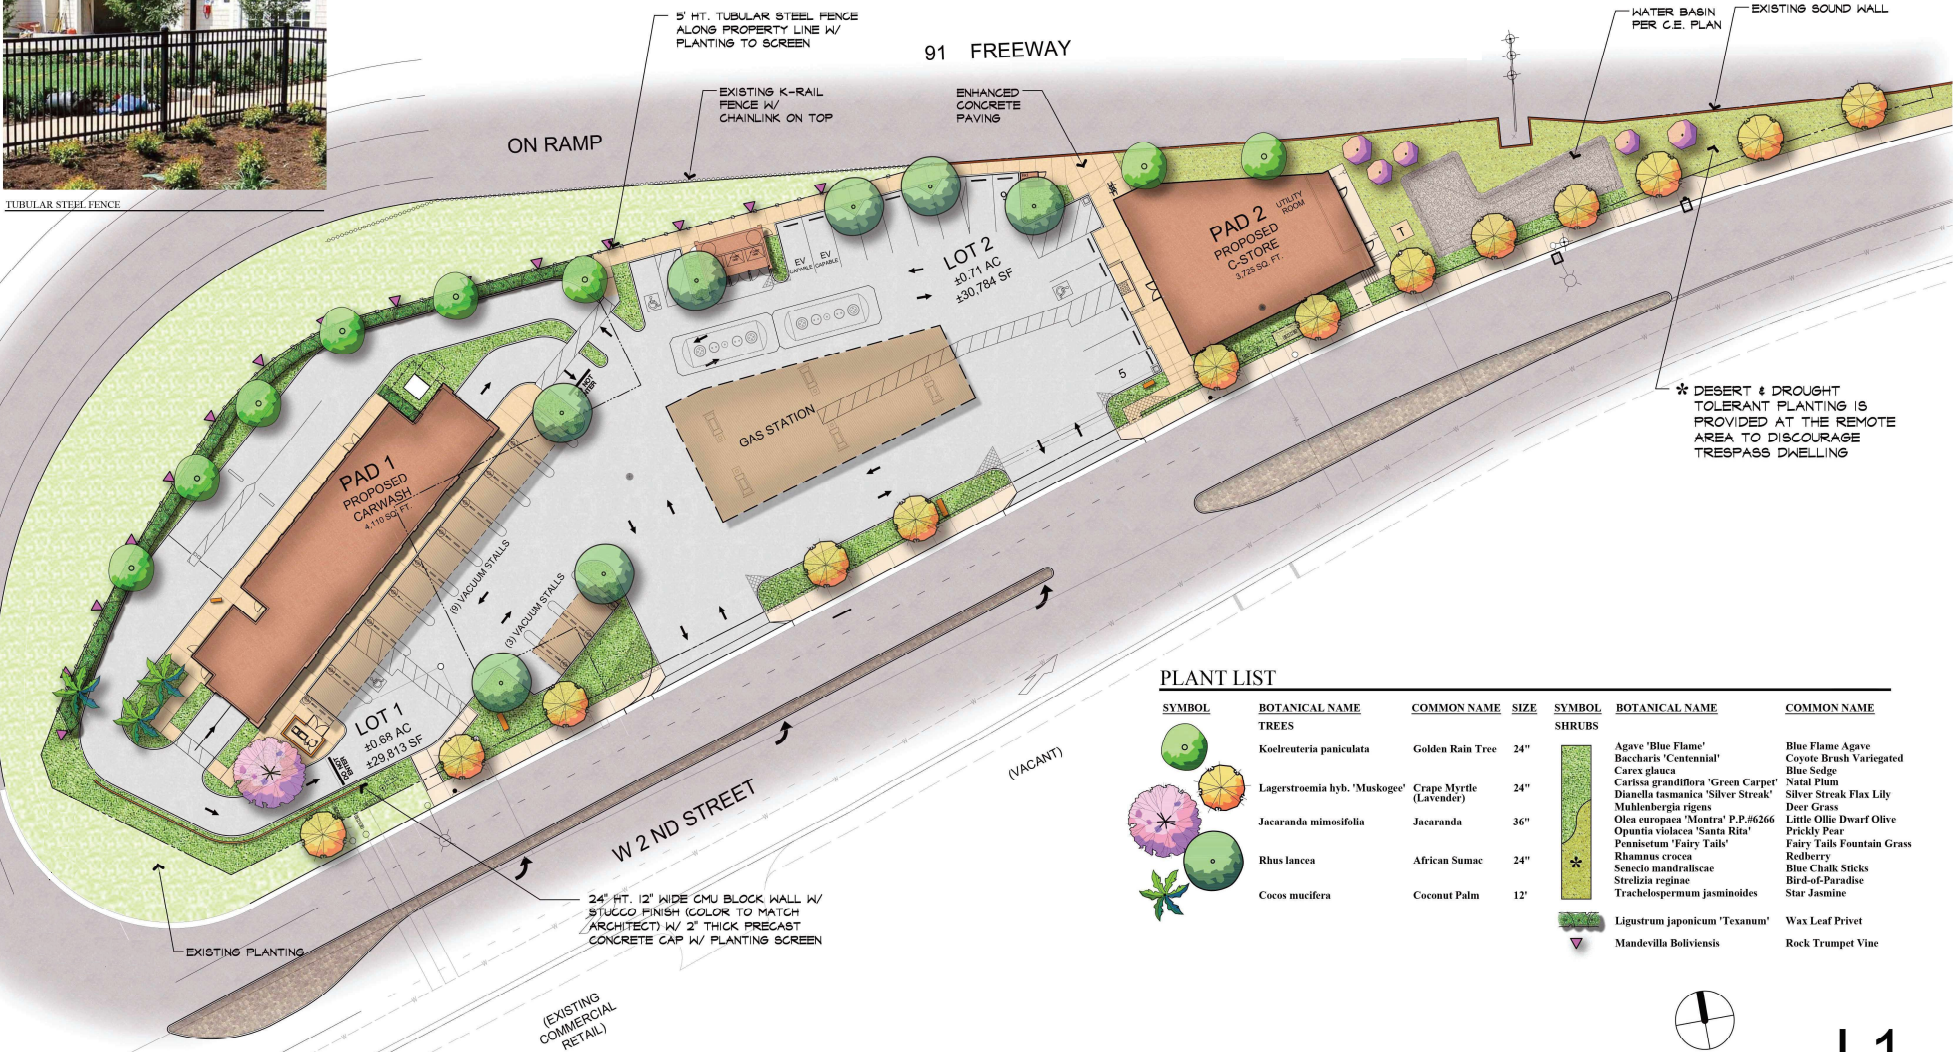 TUBULAR STEEL FENCE
5' HT. TUBULAR STEEL FENCE
ALONG PROPERTY LINE W/
PLANTING TO SCREEN
91 FREEWAY
WATER BASIN
PER C.E. PLAN
EXISTING SOUND WALL
ON RAMP
EXISTING K-RAIL
FENCE W/
CHAINLINK ON TOP
ENHANCED
CONCRETE
PAVING
PAD 2
PROPOSED
C-STORE
3,725 SQ. FT.
UTILITY
ROOM
T
9
LOT 2
±0.71 AC
±30,784 SF
EV
CAPABLE
EV
CAPABLE
5
GAS STATION
DO NOT
ENTER
* DESERT & DROUGHT
TOLERANT PLANTING IS
PROVIDED AT THE REMOTE
AREA TO DISCOURAGE
TRESPASS DWELLING
PAD 1
PROPOSED
CARWASH
4,110 SQ. FT.
(9) VACUUM STALLS
(3) VACUUM STALLS
LOT 1
±0.68 AC
±29,813 SF
DO NOT
ENTER
W 2 ND STREET
(VACANT)
24" HT. 12" WIDE CMU BLOCK WALL W/
STUCCO FINISH (COLOR TO MATCH
ARCHITECT) W/ 2" THICK PRECAST
CONCRETE CAP W/ PLANTING SCREEN
EXISTING PLANTING
(EXISTING
COMMERCIAL
RETAIL)
PLANT LIST
SYMBOL BOTANICAL NAME COMMON NAME SIZE
TREES
Koelreuteria paniculata Golden Rain Tree 24"
Lagerstroemia hyb. 'Muskogee' Crape Myrtle 24"
(Lavender)
Jacaranda mimosifolia Jacaranda 36"
Rhus lancea African Sumac 24"
Cocos mucifera Coconut Palm 12'
SYMBOL BOTANICAL NAME COMMON NAME
SHRUBS
Agave 'Blue Flame' Blue Flame Agave
Baccharis 'Centennial' Coyote Brush Variegated
Carex glauca Blue Sedge
Carissa grandiflora 'Green Carpet' Natal Plum
Dianella tasmanica 'Silver Streak' Silver Streak Flax Lily
Muhlenbergia rigens Deer Grass
Olea europaea 'Montra' P.P.#6266 Little Ollie Dwarf Olive
Opuntia violacea 'Santa Rita' Prickly Pear
Pennisetum 'Fairy Tails' Fairy Tails Fountain Grass
Rhamnus crocea Redberry
* Senecio mandraliscae Blue Chalk Sticks
Strelizia reginae Bird-of-Paradise
Trachelospermum jasminoides Star Jasmine
Ligustrum japonicum 'Texanum' Wax Leaf Privet
Mandevilla Boliviensis Rock Trumpet Vine